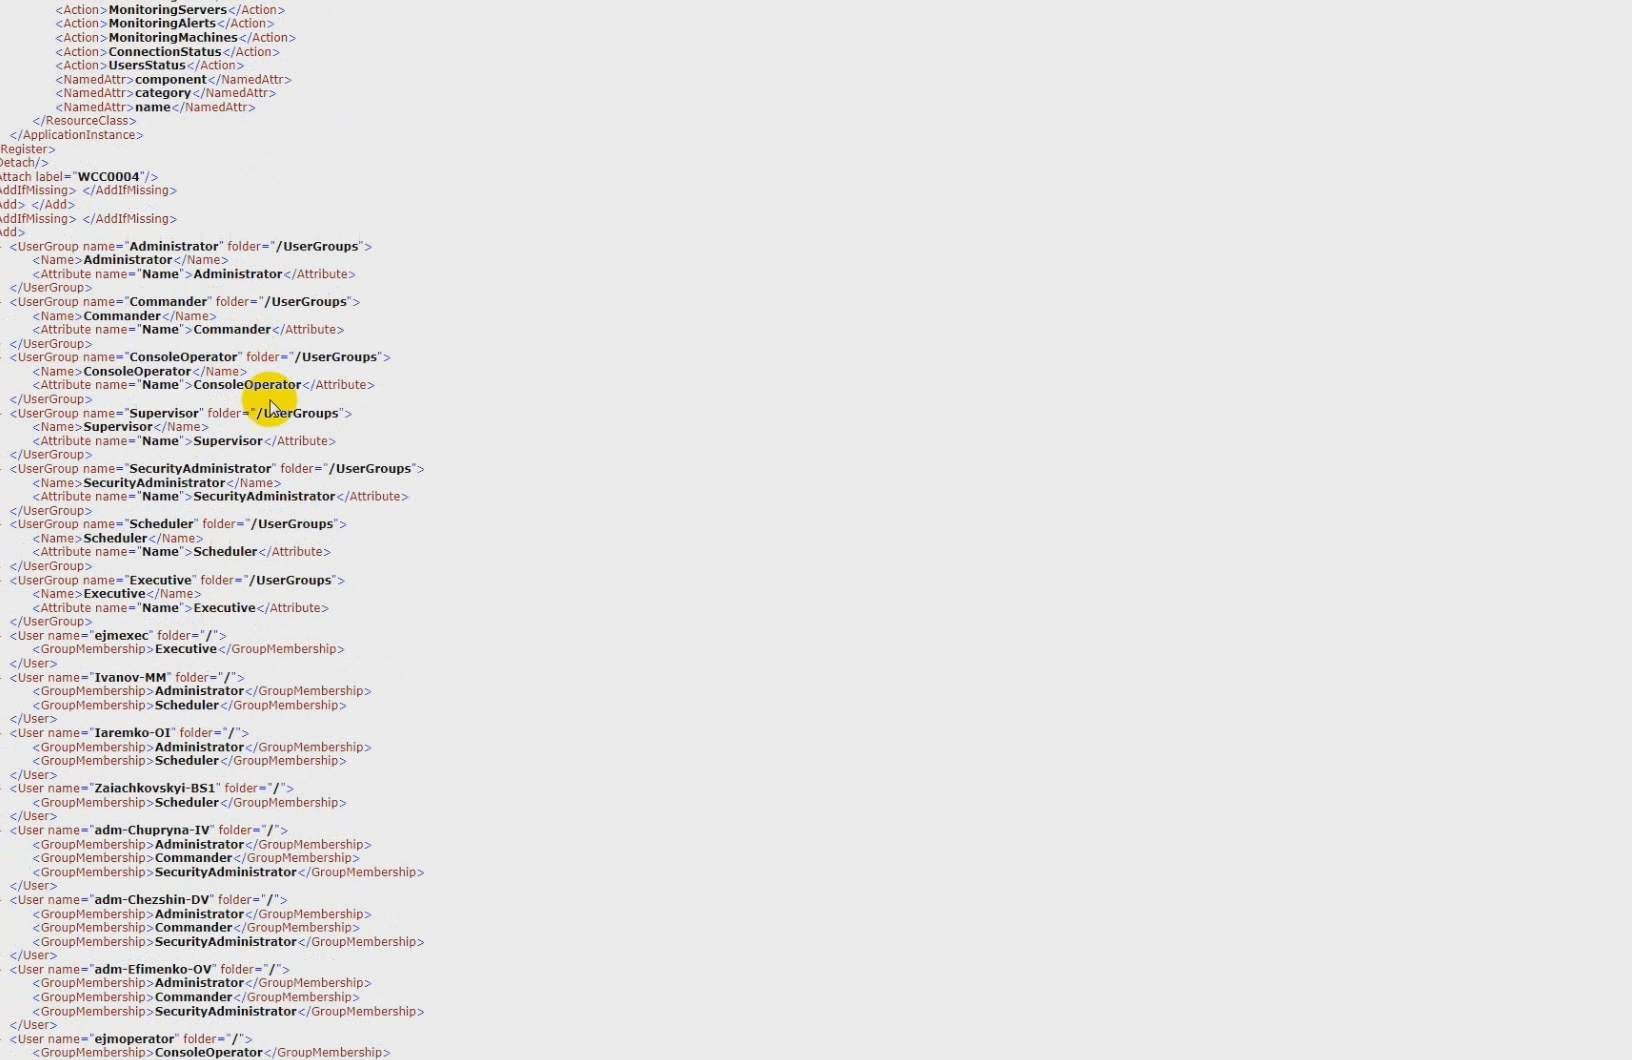 <Action>MonitoringServers</Action>
<Action>MonitoringAlerts</Action>
<Action>MonitoringMachines</Action>
<Action>ConnectionStatus</Action>
<Action>UsersStatus</Action>
<NamedAttr>component</NamedAttr>
<NamedAttr>category</NamedAttr>
<NamedAttr>name</NamedAttr>
</ResourceClass>
</ApplicationInstance>
Register>
Detach/>
Attach label="WCC0004"/>
AddIfMissing> </AddIfMissing>
Add> </Add>
AddIfMissing> </AddIfMissing>
Add>
<UserGroup name="Administrator" folder="/UserGroups">
<Name>Administrator</Name>
<Attribute name="Name">Administrator</Attribute>
</UserGroup>
<UserGroup name="Commander" folder="/UserGroups">
<Name>Commander</Name>
<Attribute name="Name">Commander</Attribute>
</UserGroup>
<UserGroup name="ConsoleOperator" folder="/UserGroups">
<Name>ConsoleOperator</Name>
<Attribute name="Name">ConsoleOperator</Attribute>
</UserGroup>
<UserGroup name="Supervisor" folder="/UserGroups">
<Name>Supervisor</Name>
<Attribute name="Name">Supervisor</Attribute>
</UserGroup>
<UserGroup name="SecurityAdministrator" folder="/UserGroups">
<Name>SecurityAdministrator</Name>
<Attribute name="Name">SecurityAdministrator</Attribute>
</UserGroup>
<UserGroup name="Scheduler" folder="/UserGroups">
<Name>Scheduler</Name>
<Attribute name="Name">Scheduler</Attribute>
</UserGroup>
<UserGroup name="Executive" folder="/UserGroups">
<Name>Executive</Name>
<Attribute name="Name">Executive</Attribute>
</UserGroup>
<User name="ejmexec" folder="/">
<GroupMembership>Executive</GroupMembership>
</User>
<User name="Ivanov-MM" folder="/">
<GroupMembership>Administrator</GroupMembership>
<GroupMembership>Scheduler</GroupMembership>
</User>
<User name="Iaremko-OI" folder="/">
<GroupMembership>Administrator</GroupMembership>
<GroupMembership>Scheduler</GroupMembership>
</User>
<User name="Zaiachkovskyi-BS1" folder="/">
<GroupMembership>Scheduler</GroupMembership>
</User>
<User name="adm-Chupryna-IV" folder="/">
<GroupMembership>Administrator</GroupMembership>
<GroupMembership>Commander</GroupMembership>
<GroupMembership>SecurityAdministrator</GroupMembership>
</User>
<User name="adm-Chezshin-DV" folder="/">
<GroupMembership>Administrator</GroupMembership>
<GroupMembership>Commander</GroupMembership>
<GroupMembership>SecurityAdministrator</GroupMembership>
</User>
<User name="adm-Efimenko-OV" folder="/">
<GroupMembership>Administrator</GroupMembership>
<GroupMembership>Commander</GroupMembership>
<GroupMembership>SecurityAdministrator</GroupMembership>
</User>
<User name="ejmoperator" folder="/">
<GroupMembership>ConsoleOperator</GroupMembership>